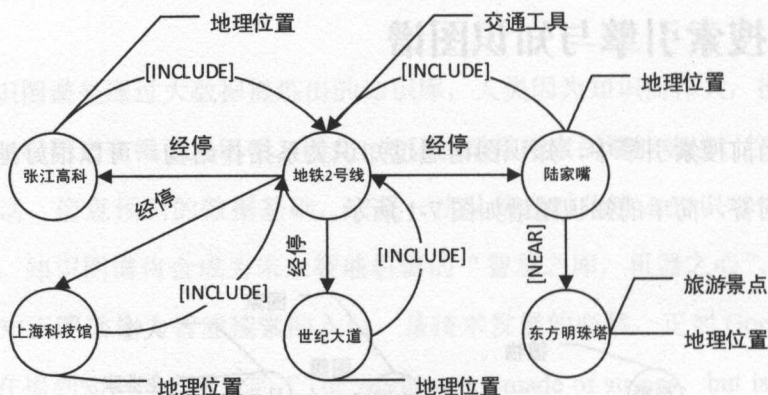 地理位置
交通工具
[INCLUDE]
[INCLUDE]
地理位置
经停
经停
张江高科
地铁2号线
陆家嘴
经停
经停
[INCLUDE]
[NEAR]
[INCLUDE]
旅游景点
上海科技馆
世纪大道
东方明珠塔
地理位置
地理位置
地理位置